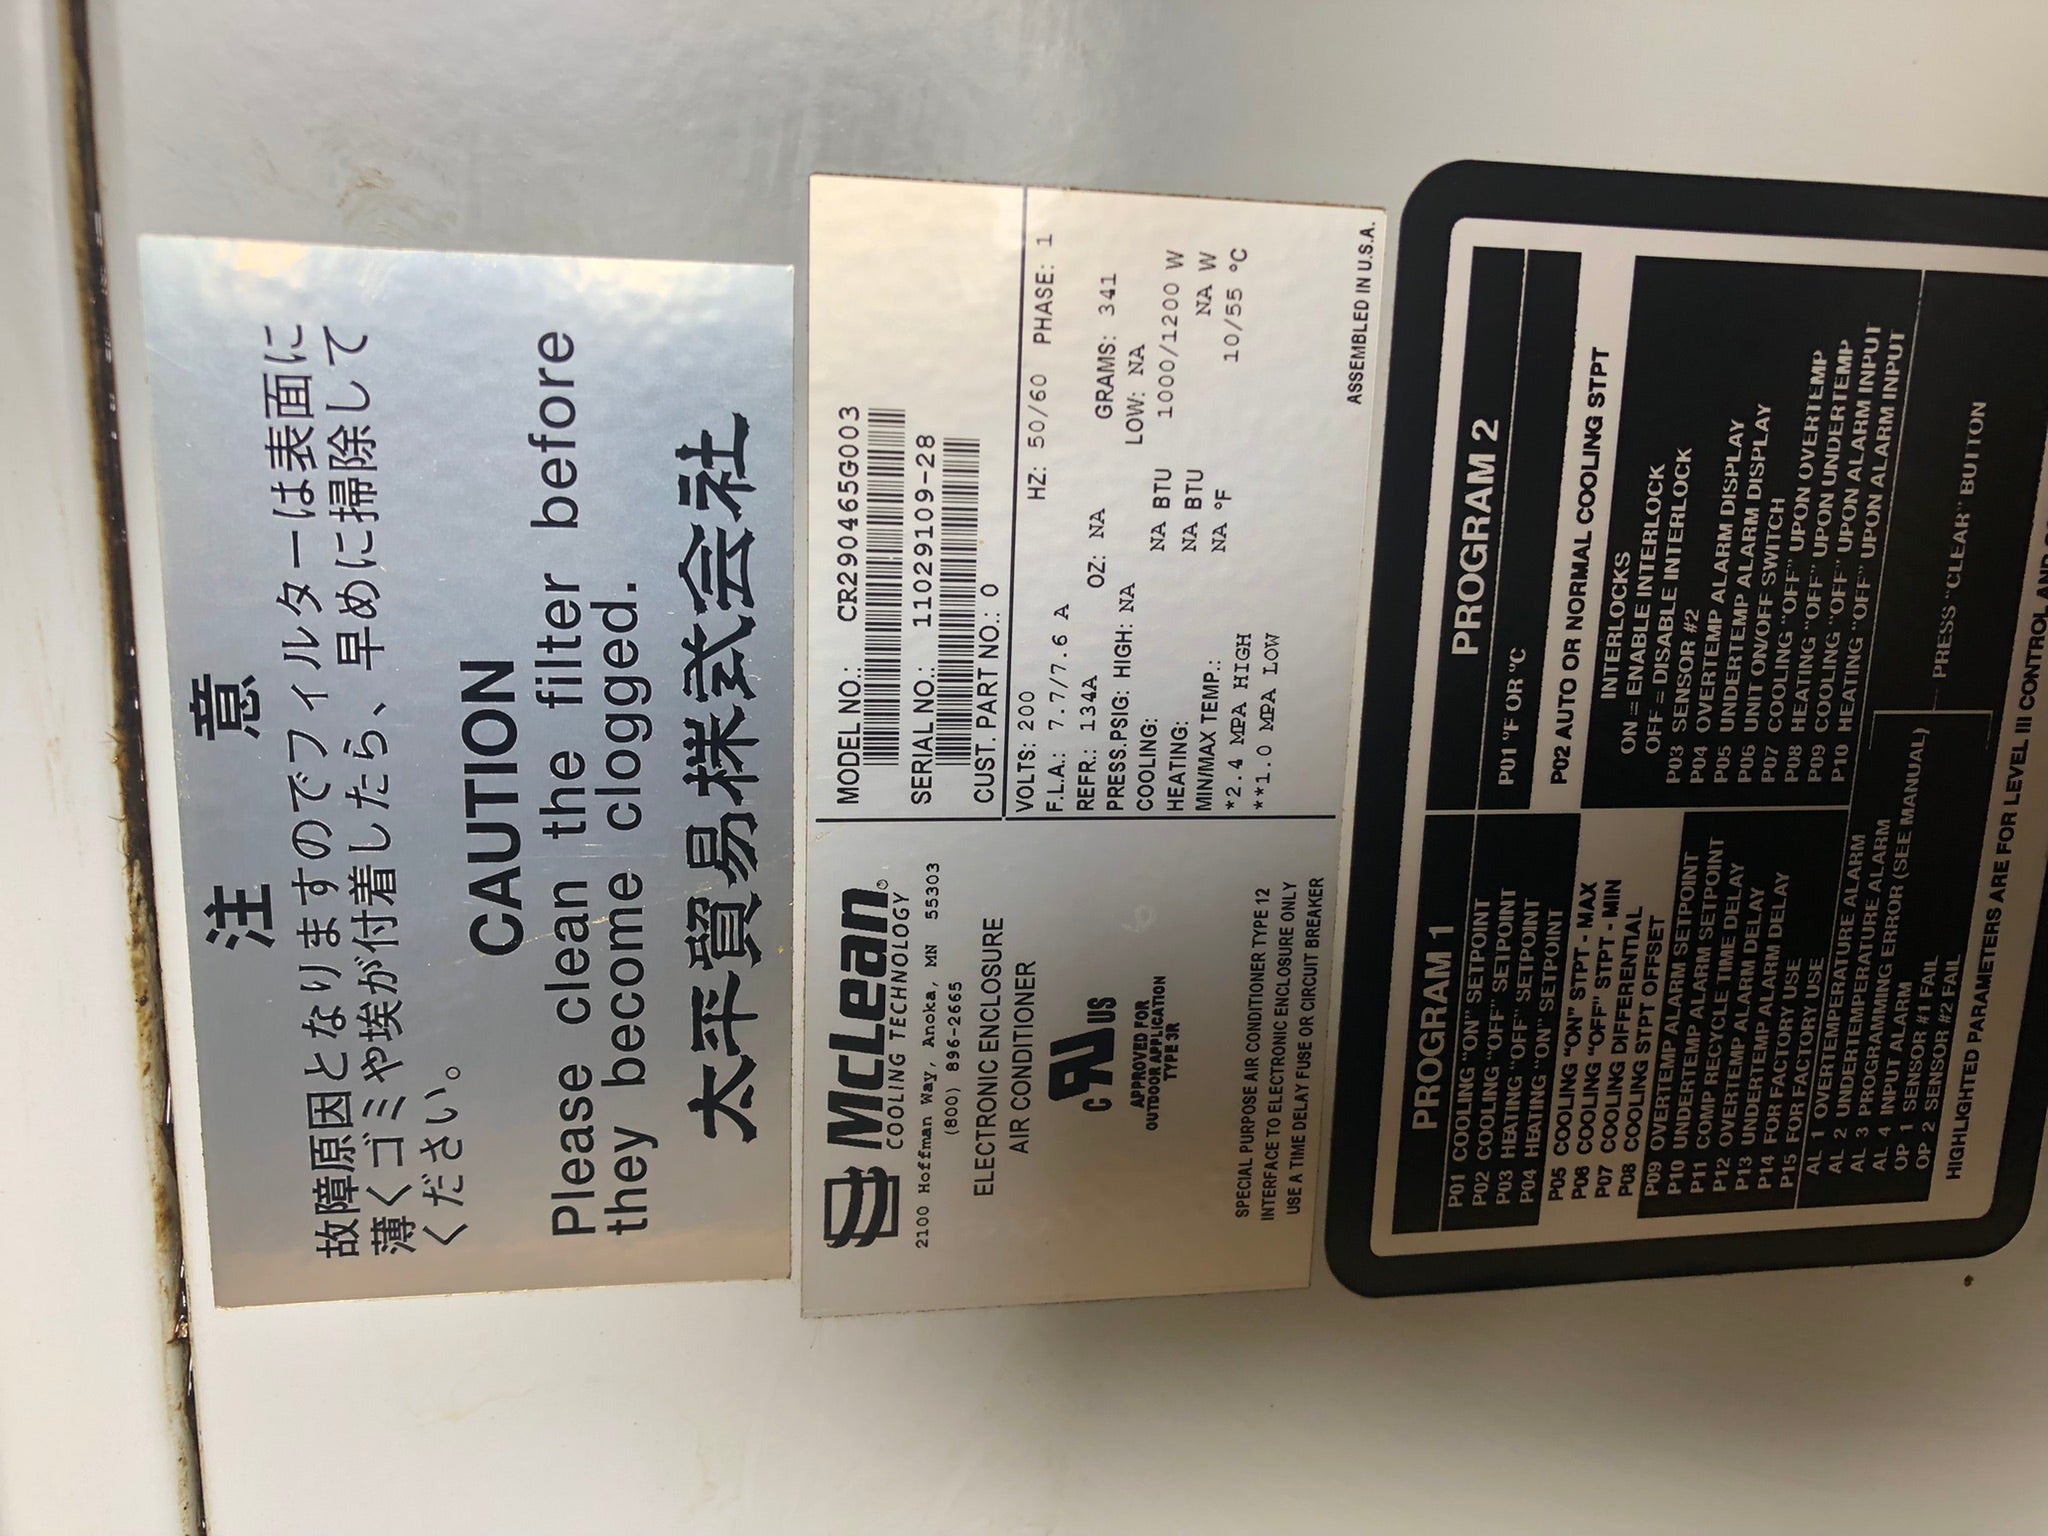 注 意
故障原因となりますのでフィルターは表面に
薄くゴミや埃が付着したら、早めに掃除して
ください。
CAUTION
Please clean the filter before
they become clogged.
太平貿易株式会社
McLean®
COOLING TECHNOLOGY
2100 Hoffman Way, Anoka, MN 55303
(800) 896-2665
ELECTRONIC ENCLOSURE
AIR CONDITIONER
c RU US
APPROVED FOR
OUTDOOR APPLICATION
TYPE 3R
SPECIAL PURPOSE AIR CONDITIONER TYPE 12
INTERFACE TO ELECTRONIC ENCLOSURE ONLY
USE A TIME DELAY FUSE OR CIRCUIT BREAKER
MODEL NO.: CR290465G003
SERIAL NO.: 110291109-28
CUST. PART NO.: 0
VOLTS: 200 HZ: 50/60 PHASE: 1
F.L.A.: 7.7/7.6 A
REFR.: 134A OZ: NA GRAMS: 341
PRESS.PSIG: HIGH: NA LOW: NA
COOLING: NA BTU 1000/1200 W
HEATING: NA BTU NA W
MIN/MAX TEMP.: NA °F 10/55 °C
*2.4 MPA HIGH
**1.0 MPA LOW
ASSEMBLED IN U.S.A.
PROGRAM 1
P01 COOLING "ON" SETPOINT
P02 COOLING "OFF" SETPOINT
P03 HEATING "OFF" SETPOINT
P04 HEATING "ON" SETPOINT
P05 COOLING "ON" STPT - MAX
P06 COOLING "OFF" STPT - MIN
P07 COOLING DIFFERENTIAL
P08 COOLING STPT OFFSET
P09 OVERTEMP ALARM SETPOINT
P10 UNDERTEMP ALARM SETPOINT
P11 COMP RECYCLE TIME DELAY
P12 OVERTEMP ALARM DELAY
P13 UNDERTEMP ALARM DELAY
P14 FOR FACTORY USE
P15 FOR FACTORY USE
PROGRAM 2
P01 °F OR °C
P02 AUTO OR NORMAL COOLING STPT
INTERLOCKS
ON = ENABLE INTERLOCK
OFF = DISABLE INTERLOCK
P03 SENSOR #2
P04 OVERTEMP ALARM DISPLAY
P05 UNDERTEMP ALARM DISPLAY
P06 UNIT ON/OFF SWITCH
P07 COOLING "OFF" UPON OVERTEMP
P08 HEATING "OFF" UPON UNDERTEMP
P09 COOLING "OFF" UPON ALARM INPUT
P10 HEATING "OFF" UPON ALARM INPUT
AL 1 OVERTEMPERATURE ALARM
AL 2 UNDERTEMPERATURE ALARM
AL 3 PROGRAMMING ERROR (SEE MANUAL)
AL 4 INPUT ALARM
OP 1 SENSOR #1 FAIL
OP 2 SENSOR #2 FAIL
PRESS "CLEAR" BUTTON
HIGHLIGHTED PARAMETERS ARE FOR LEVEL III CONTROL AND